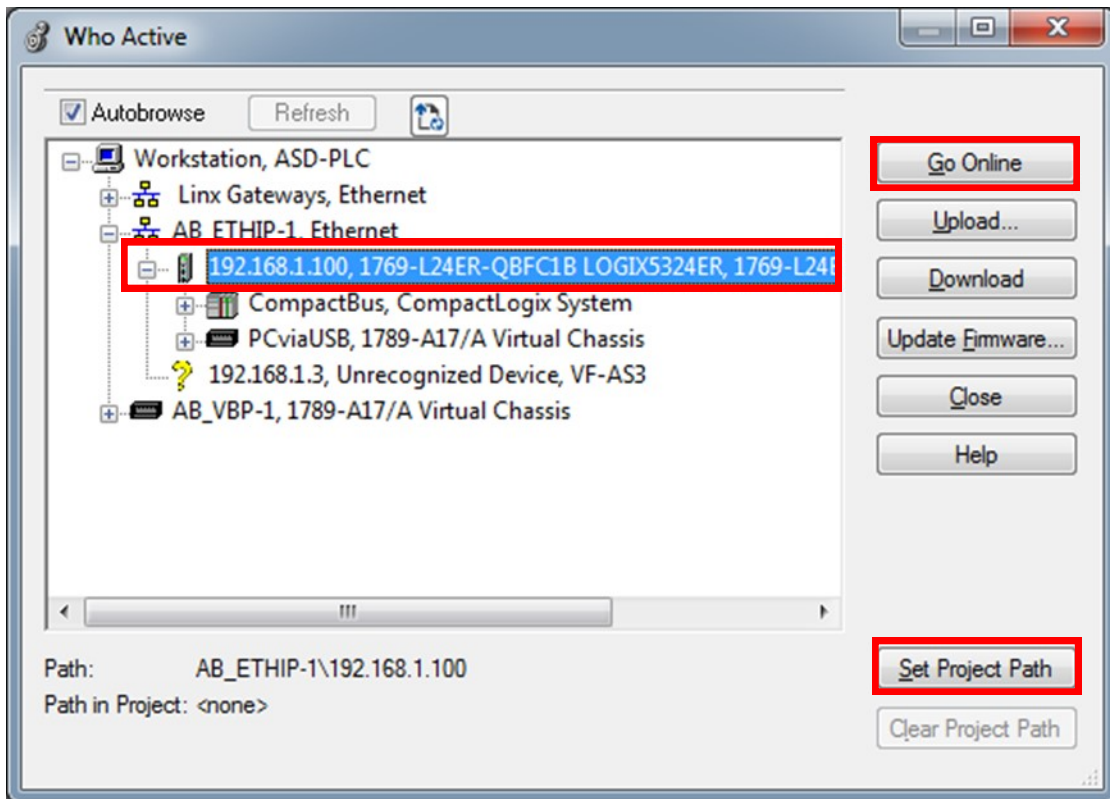 Who Active
Autobrowse
Refresh
Workstation, ASD-PLC
Linx Gateways, Ethernet
AB_ETHIP-1, Ethernet
192.168.1.100, 1769-L24ER-QBFC1B LOGIX5324ER, 1769-L24E
CompactBus, CompactLogix System
PCviaUSB, 1789-A17/A Virtual Chassis
192.168.1.3, Unrecognized Device, VF-AS3
AB_VBP-1, 1789-A17/A Virtual Chassis
Path: AB_ETHIP-1\192.168.1.100
Path in Project: <none>
Go Online
Upload...
Download
Update Firmware...
Close
Help
Set Project Path
Clear Project Path